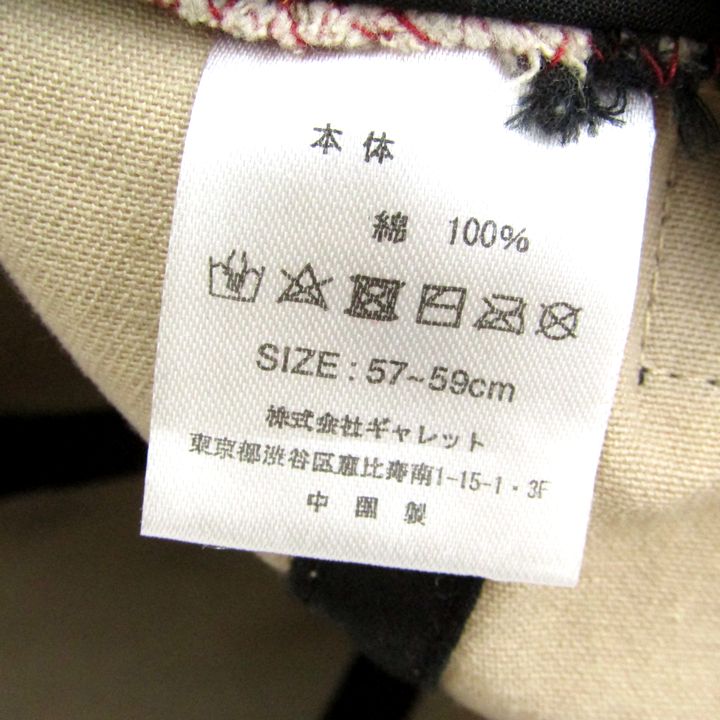 本体
綿 100%
SIZE : 57~59cm
株式会社ギャレット
東京都渋谷区恵比寿南1-15-1・3F
中国製